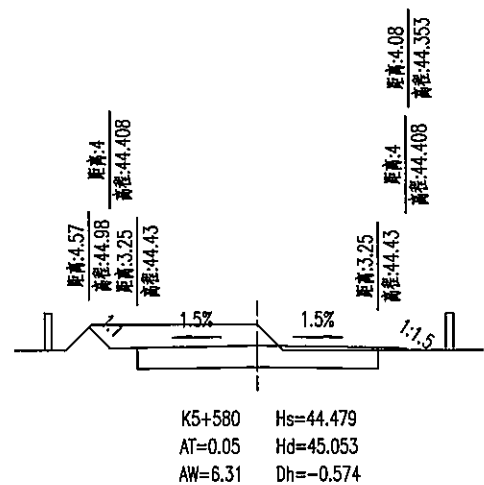 距离:4.08
高程:44.353
距离:4
高程:44.408
距离:4
高程:44.408
距离:4.57
高程:44.98
距离:3.25
高程:44.43
距离:3.25
高程:44.43
1:1
1.5%
1.5%
1:1.5
K5+580 Hs=44.479
AT=0.05 Hd=45.053
AW=6.31 Dh=-0.574